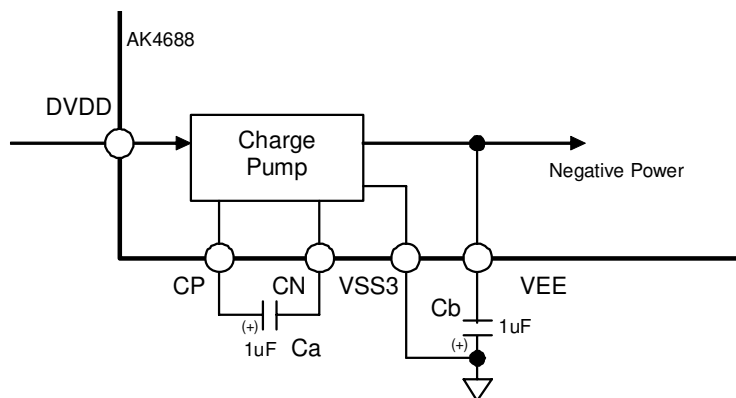 AK4688
DVDD
Charge
Pump
Negative Power
CP
CN
VSS3
VEE
Cb
(+)
1uF
(+)
1uF
Ca